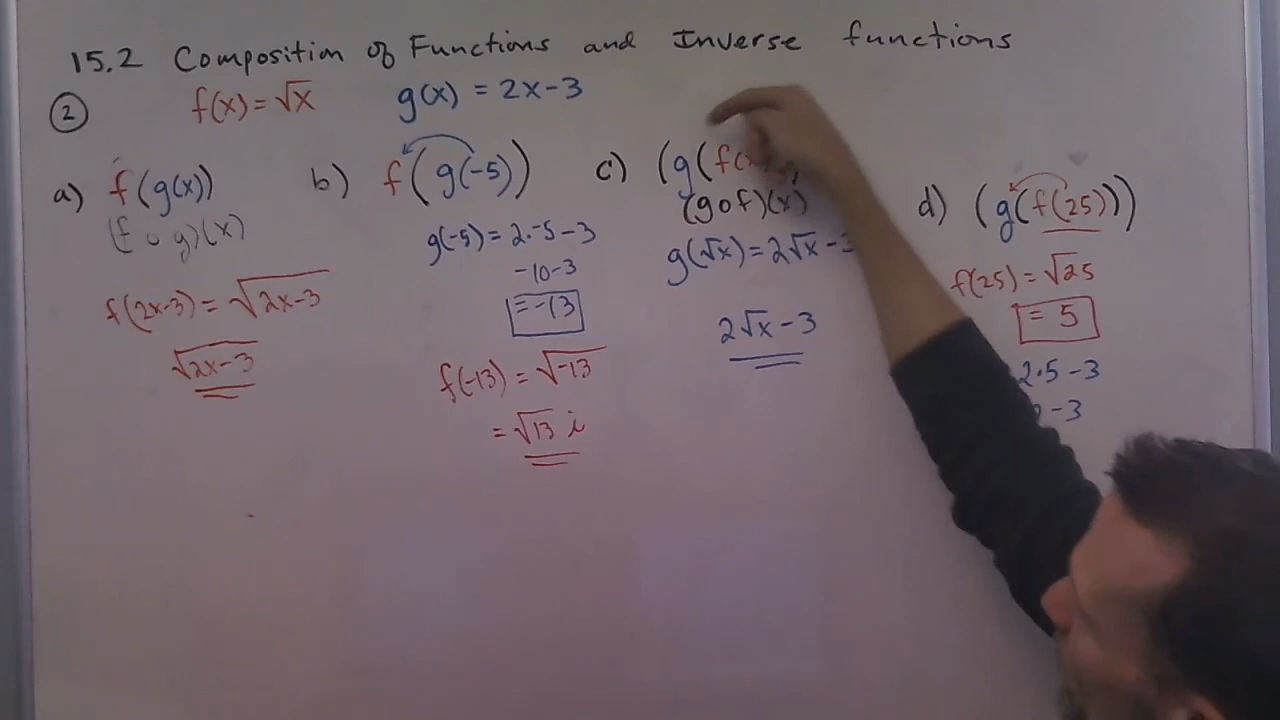 15.2 Composition of Functions and Inverse functions
② f(x) = √x g(x) = 2x-3
a) f(g(x))
(f o g)(x)
f(2x-3) = √2x-3
√2x-3
b) f(g(-5))
g(-5) = 2·-5 -3
-10-3
= -13
f(-13) = √-13
= √13 i
c) (g(f(
(gof)(x)
g(√x) = 2√x -3
2√x - 3
d) (g(f(25)))
f(25) = √25
= 5
2·5 -3
-3